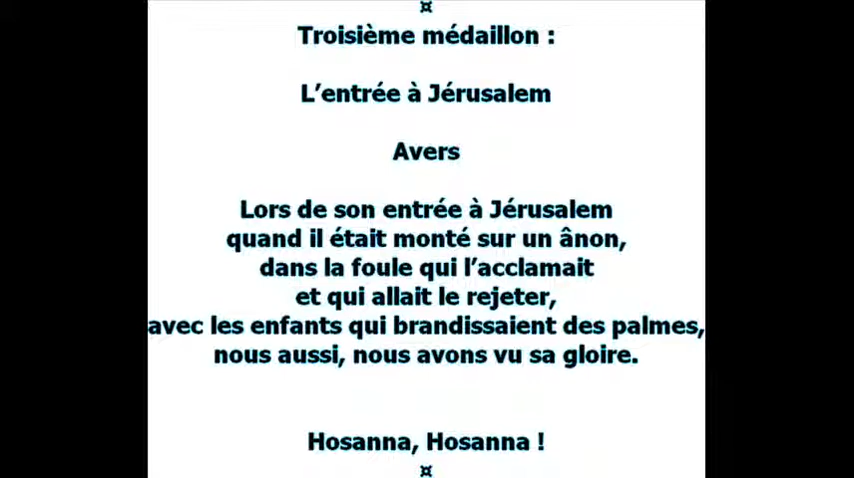 ¤
Troisième médaillon :
L’entrée à Jérusalem
Avers
Lors de son entrée à Jérusalem
quand il était monté sur un ânon,
dans la foule qui l’acclamait
et qui allait le rejeter,
avec les enfants qui brandissaient des palmes,
nous aussi, nous avons vu sa gloire.
Hosanna, Hosanna !
¤